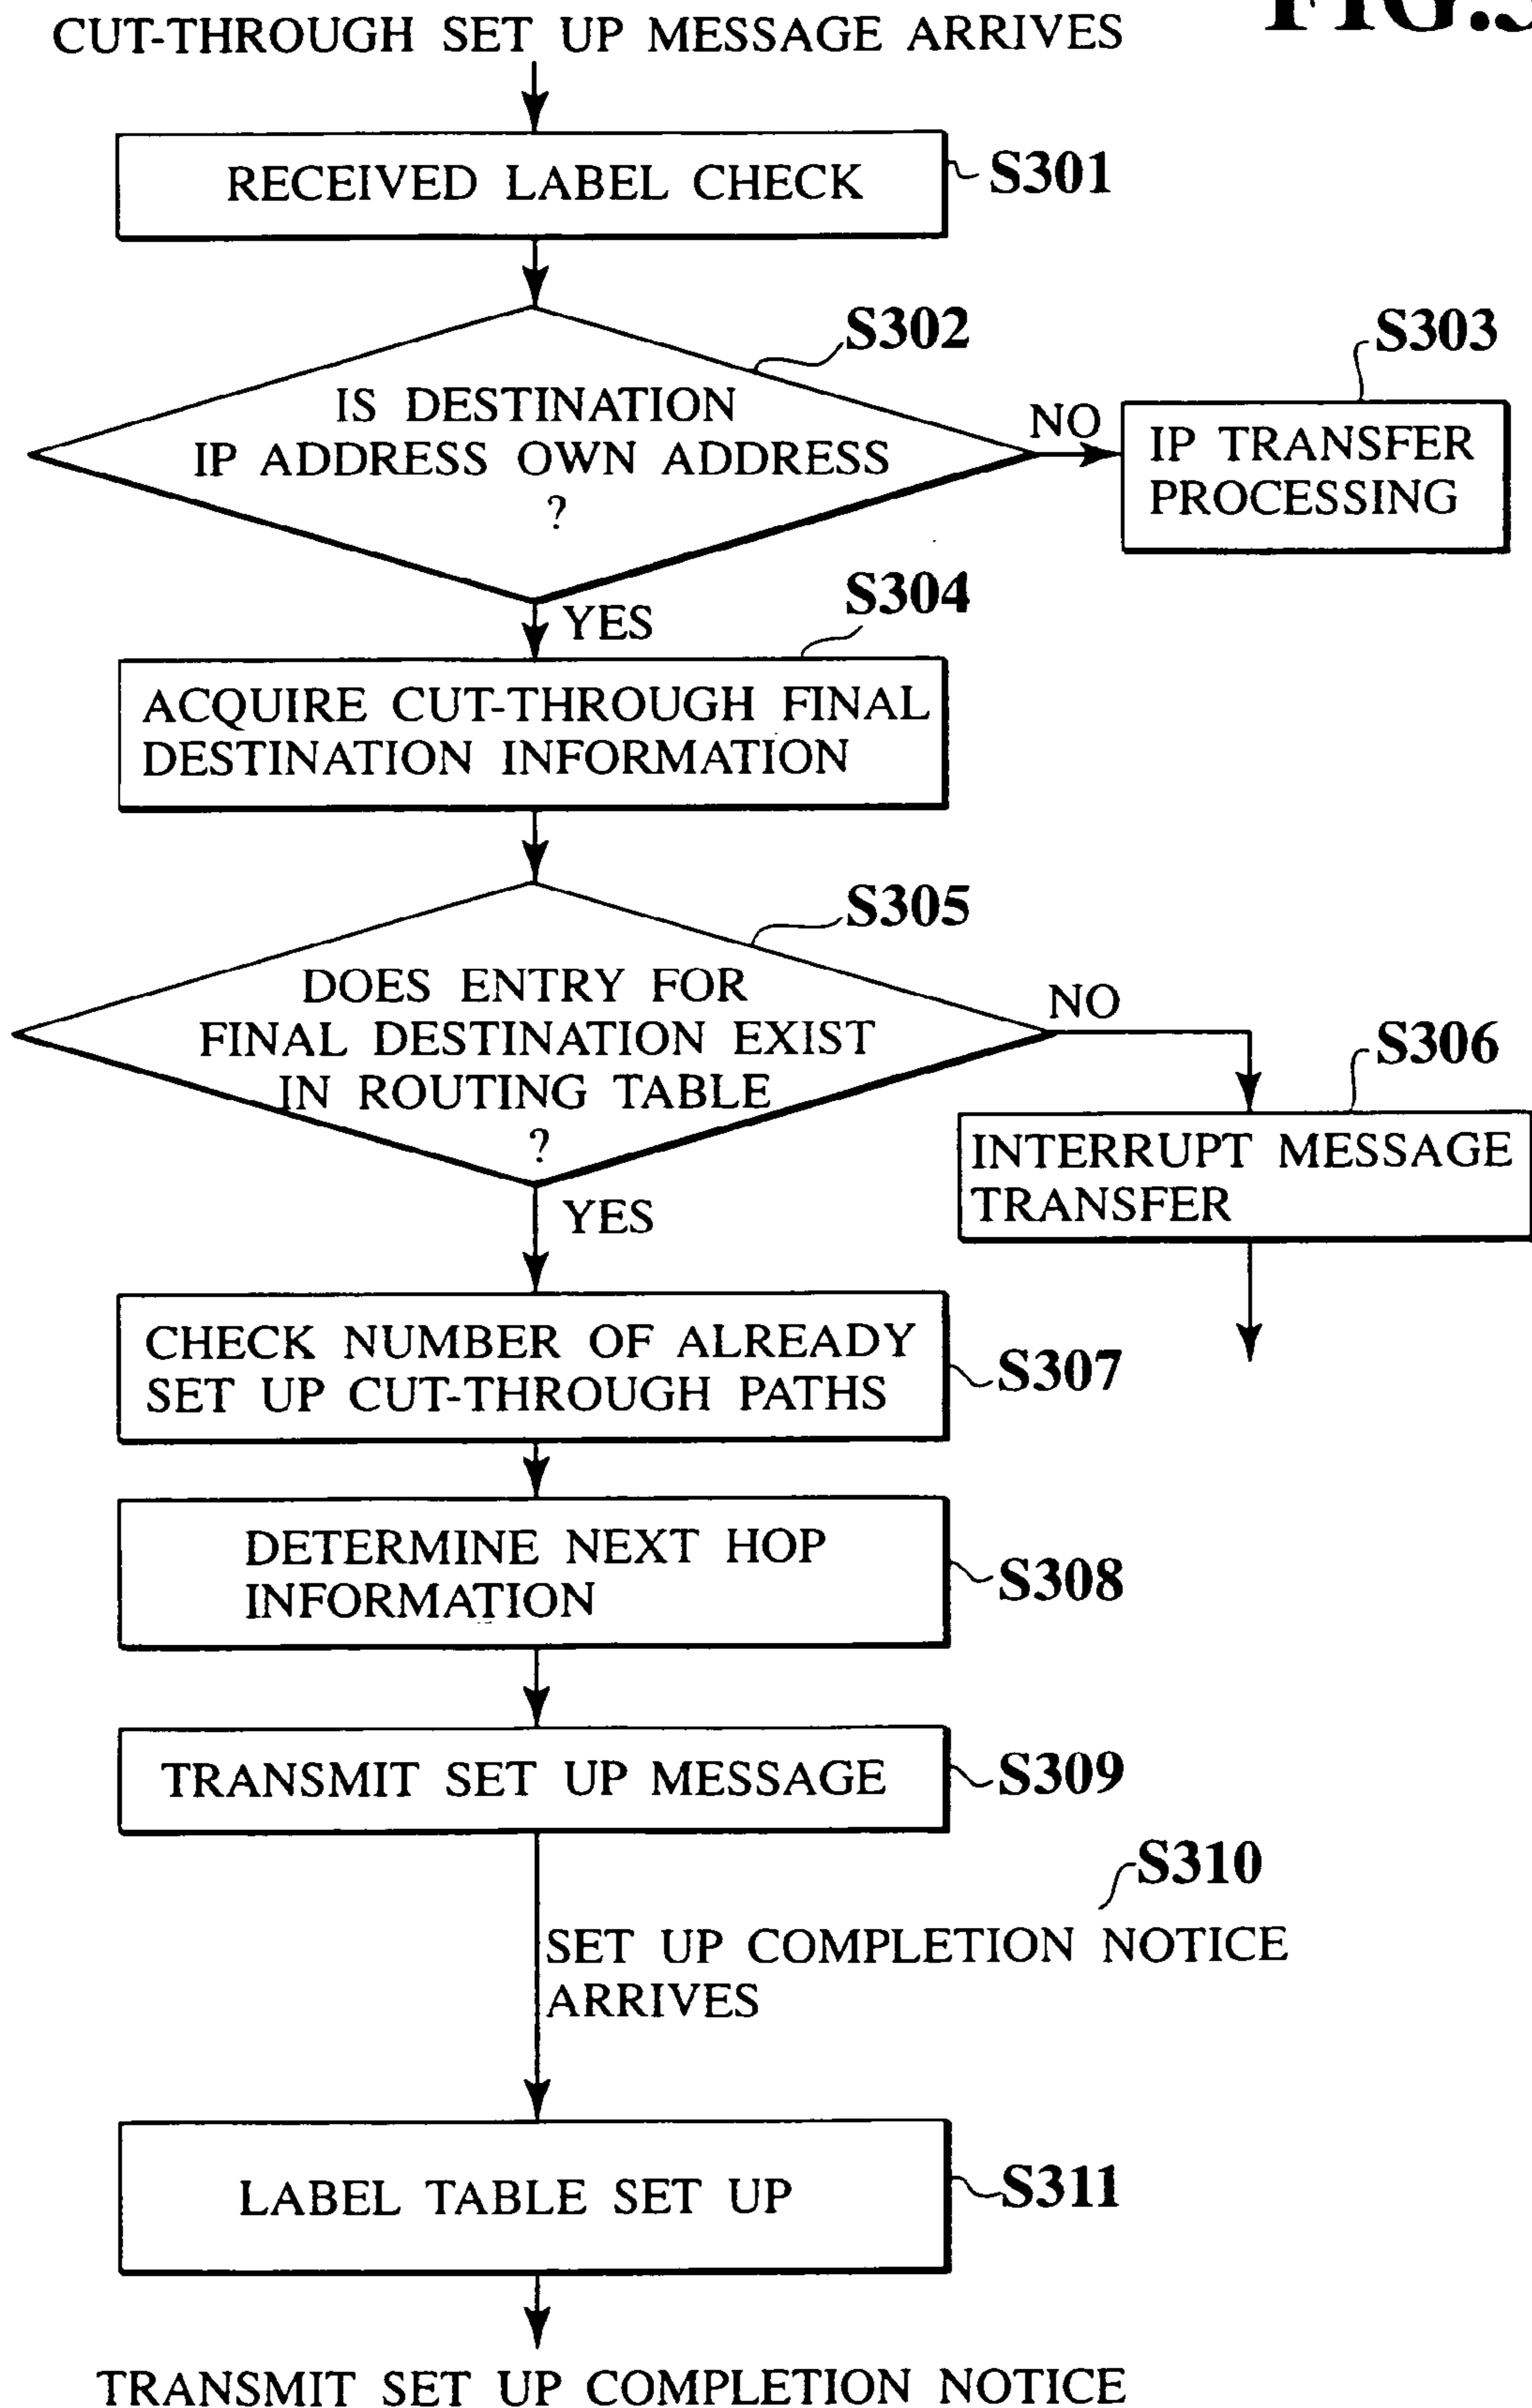 CUT-THROUGH SET UP MESSAGE ARRIVES
RECEIVED LABEL CHECK
S301
S302
IS DESTINATION
IP ADDRESS OWN ADDRESS
?
NO
S303
IP TRANSFER
PROCESSING
YES
S304
ACQUIRE CUT-THROUGH FINAL
DESTINATION INFORMATION
S305
DOES ENTRY FOR
FINAL DESTINATION EXIST
IN ROUTING TABLE
?
NO
S306
INTERRUPT MESSAGE
TRANSFER
YES
CHECK NUMBER OF ALREADY
SET UP CUT-THROUGH PATHS
S307
DETERMINE NEXT HOP
INFORMATION
S308
TRANSMIT SET UP MESSAGE
S309
S310
SET UP COMPLETION NOTICE
ARRIVES
LABEL TABLE SET UP
S311
TRANSMIT SET UP COMPLETION NOTICE